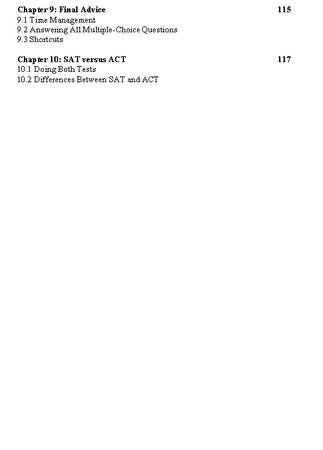 Chapter 9: Final Advice 115
9.1 Time Management
9.2 Answering All Multiple-Choice Questions
9.3 Shortcuts
Chapter 10: SAT versus ACT 117
10.1 Doing Both Tests
10.2 Differences Between SAT and ACT